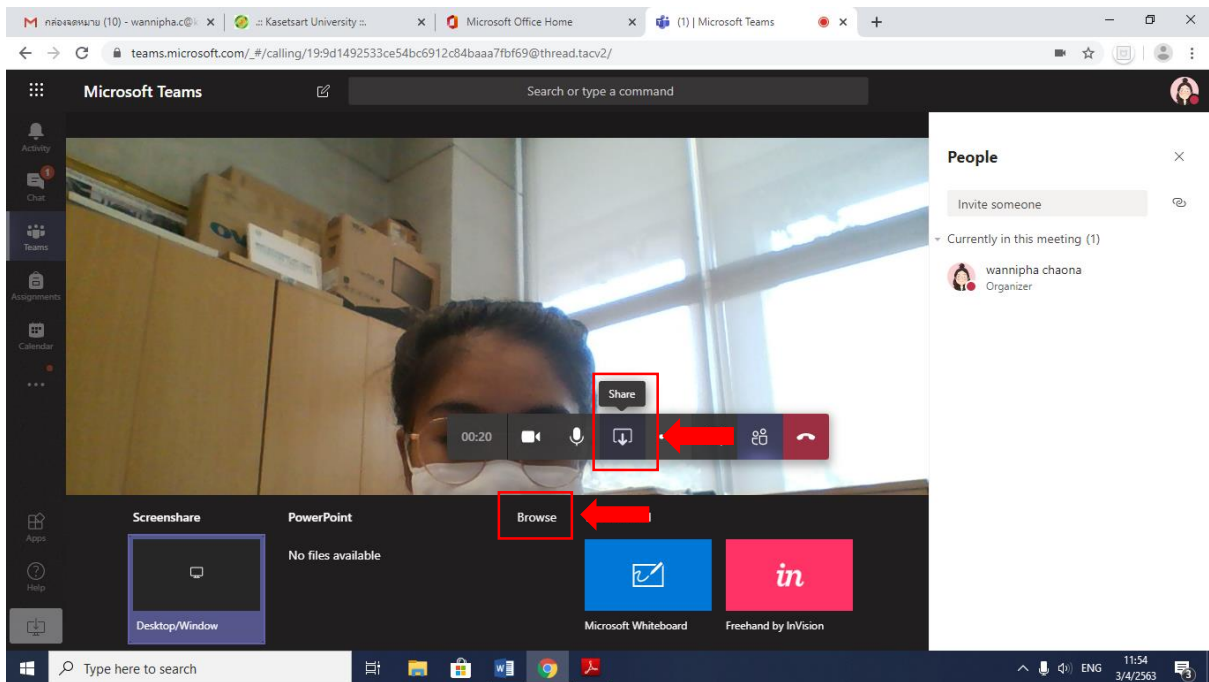 กล่องจดหมาย (10) - wannipha.c@
.:: Kasetsart University ::.
Microsoft Office Home
(1) | Microsoft Teams
teams.microsoft.com/_#/calling/19:9d1492533ce54bc6912c84baaa7fbf69@thread.tacv2/
Microsoft Teams
Search or type a command
Activity
Chat
1
Teams
Assignments
Calendar
Apps
Help
People
Invite someone
Currently in this meeting (1)
wannipha chaona
Organizer
Share
00:20
Screenshare
PowerPoint
Browse
No files available
Desktop/Window
in
Microsoft Whiteboard
Freehand by InVision
Type here to search
ENG
11:54
3/4/2563
3